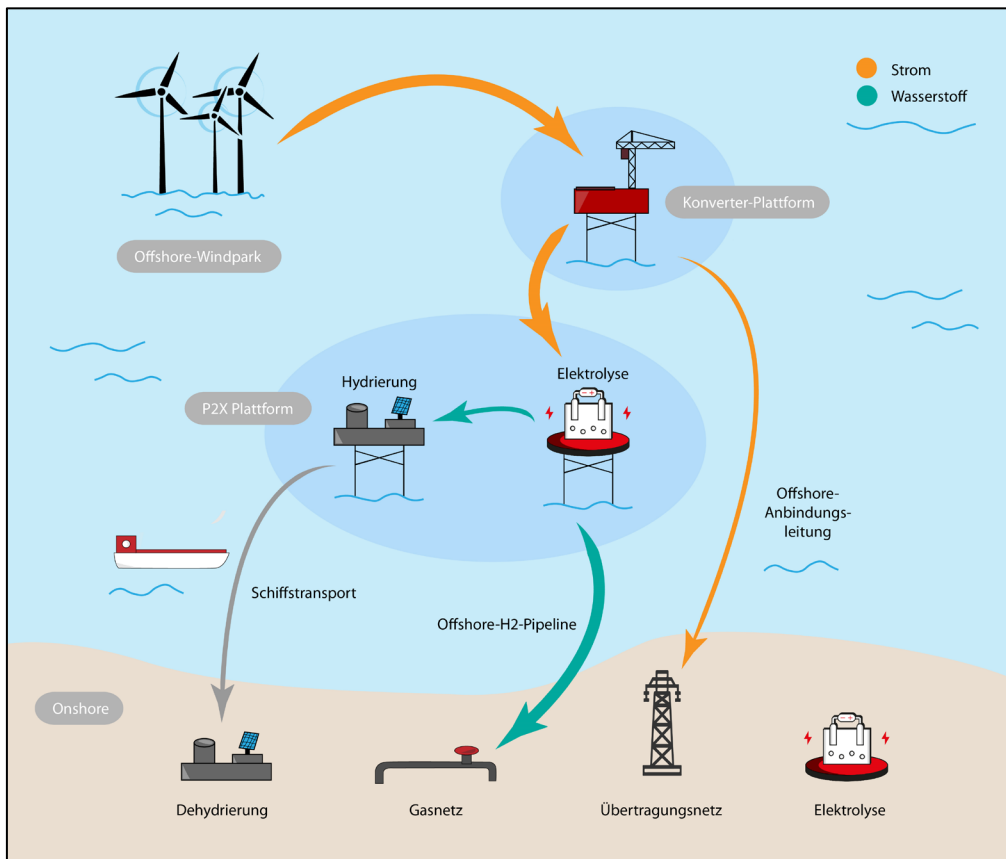 Strom
Wasserstoff
Konverter-Plattform
Offshore-Windpark
Elektrolyse
Hydrierung
P2X Plattform
Offshore-
Anbindungs-
leitung
Schiffstransport
Offshore-H2-Pipeline
Onshore
Dehydrierung
Gasnetz
Übertragungsnetz
Elektrolyse